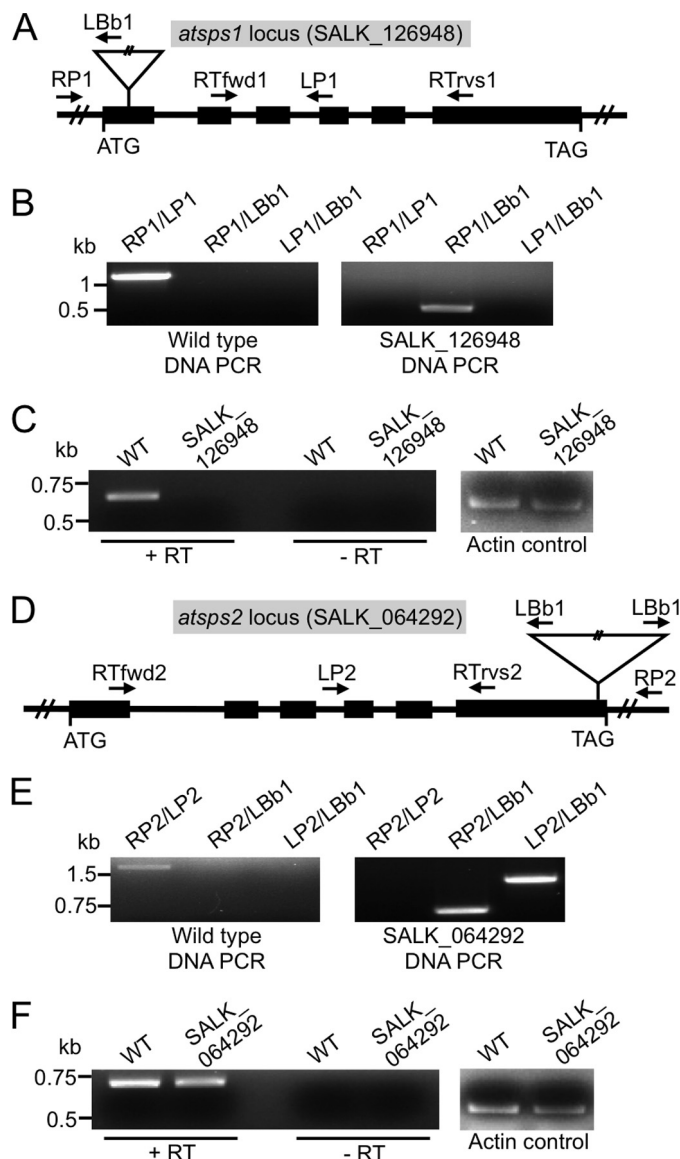 A
LBb1
atsps1 locus (SALK_126948)
RP1
RTfwd1
LP1
RTrvs1
ATG
TAG
B
RP1/LP1
RP1/LBb1
LP1/LBb1
RP1/LP1
RP1/LBb1
LP1/LBb1
kb
1
0.5
Wild type
DNA PCR
SALK_126948
DNA PCR
C
kb
WT
SALK_
126948
WT
SALK_
126948
WT
SALK_
126948
0.75
0.5
+ RT
- RT
Actin control
D
atsps2 locus (SALK_064292)
LBb1
LBb1
RTfwd2
LP2
RTrvs2
RP2
ATG
TAG
E
RP2/LP2
RP2/LBb1
LP2/LBb1
RP2/LP2
RP2/LBb1
LP2/LBb1
kb
1.5
0.75
Wild type
DNA PCR
SALK_064292
DNA PCR
F
kb
WT
SALK_
064292
WT
SALK_
064292
WT
SALK_
064292
0.75
0.5
+ RT
- RT
Actin control